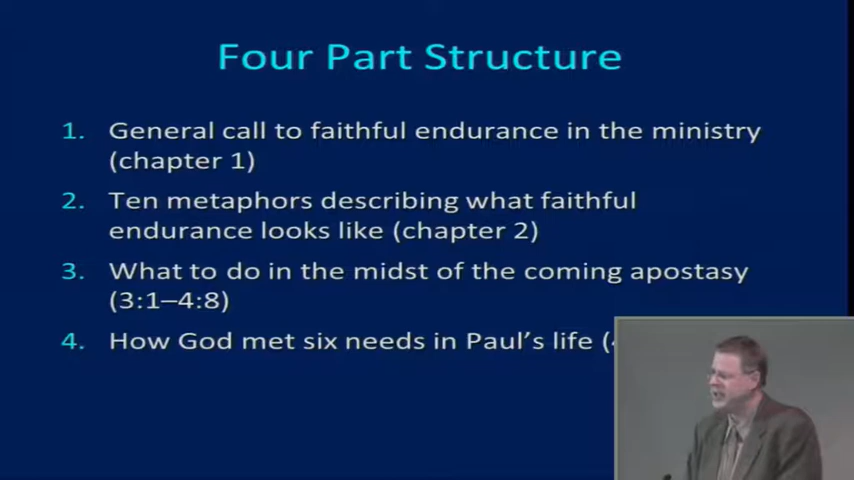 Four Part Structure
1. General call to faithful endurance in the ministry
(chapter 1)
2. Ten metaphors describing what faithful
endurance looks like (chapter 2)
3. What to do in the midst of the coming apostasy
(3:1–4:8)
4. How God met six needs in Paul’s life (